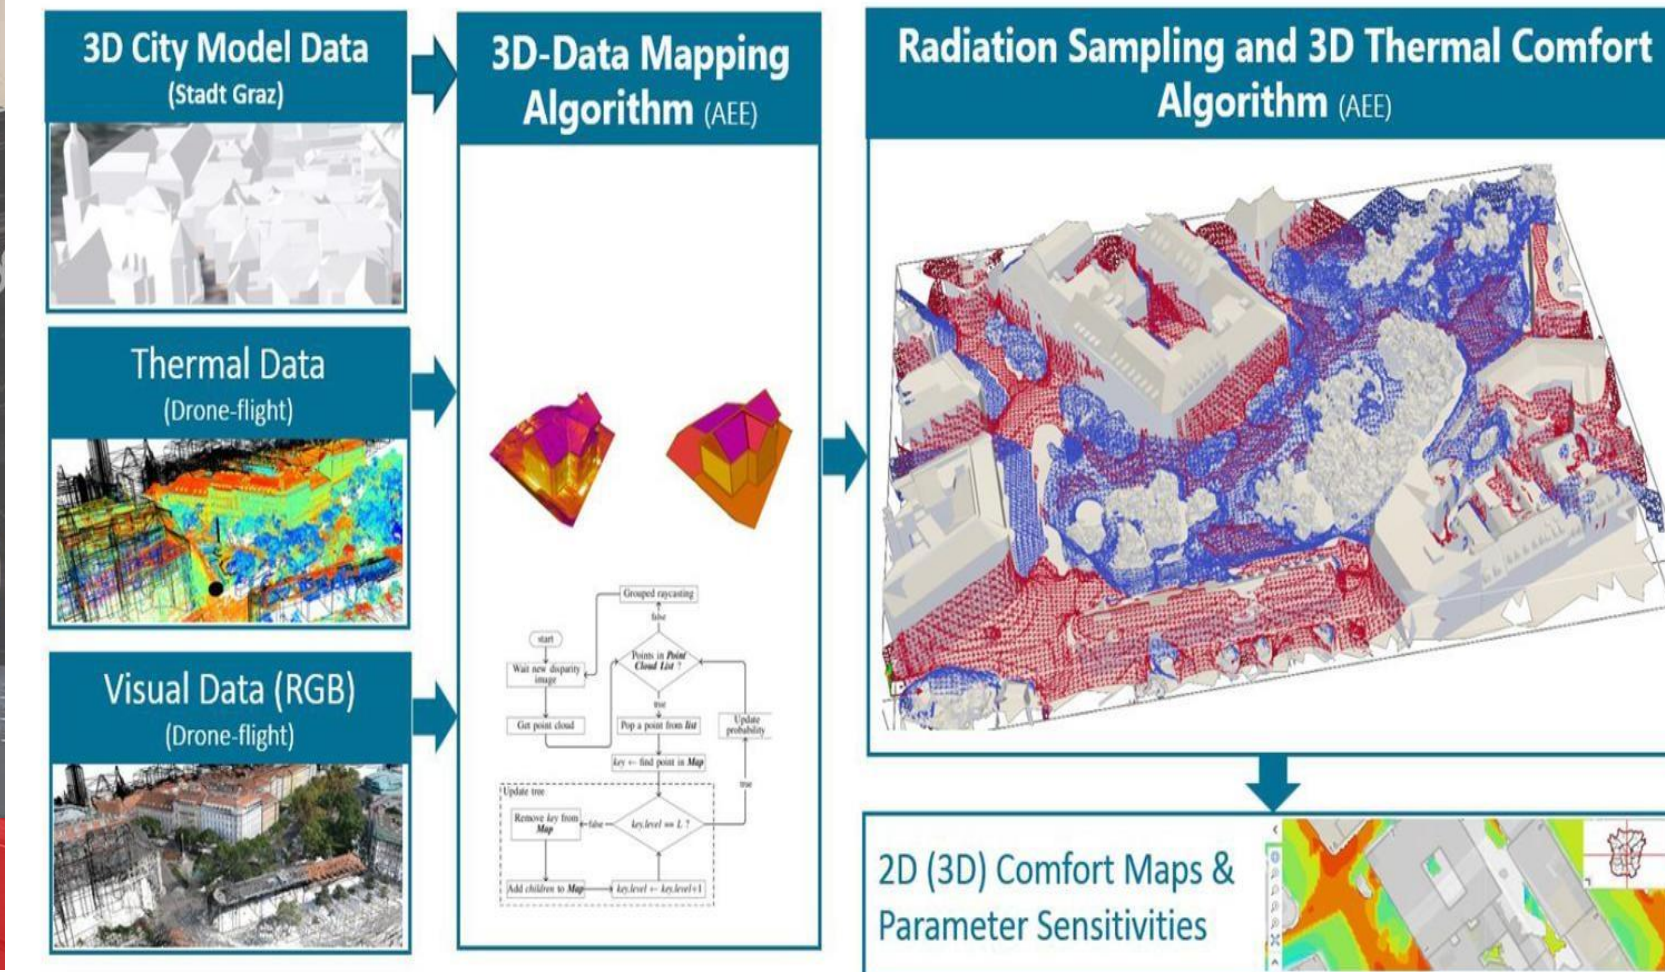 3D City Model Data
(Stadt Graz)
Thermal Data
(Drone-flight)
Visual Data (RGB)
(Drone-flight)
3D-Data Mapping
Algorithm (AEE)
Grouped raycasting
false
start
Wait new disparity
image
Points in Point
Cloud List ?
true
Get point cloud
Pop a point from list
Update
probability
key ← find point in Map
true
Update tree
Remove key from
Map
false
key.level == L ?
Add children to Map
key.level ← key.level+1
Radiation Sampling and 3D Thermal Comfort
Algorithm (AEE)
2D (3D) Comfort Maps &
Parameter Sensitivities